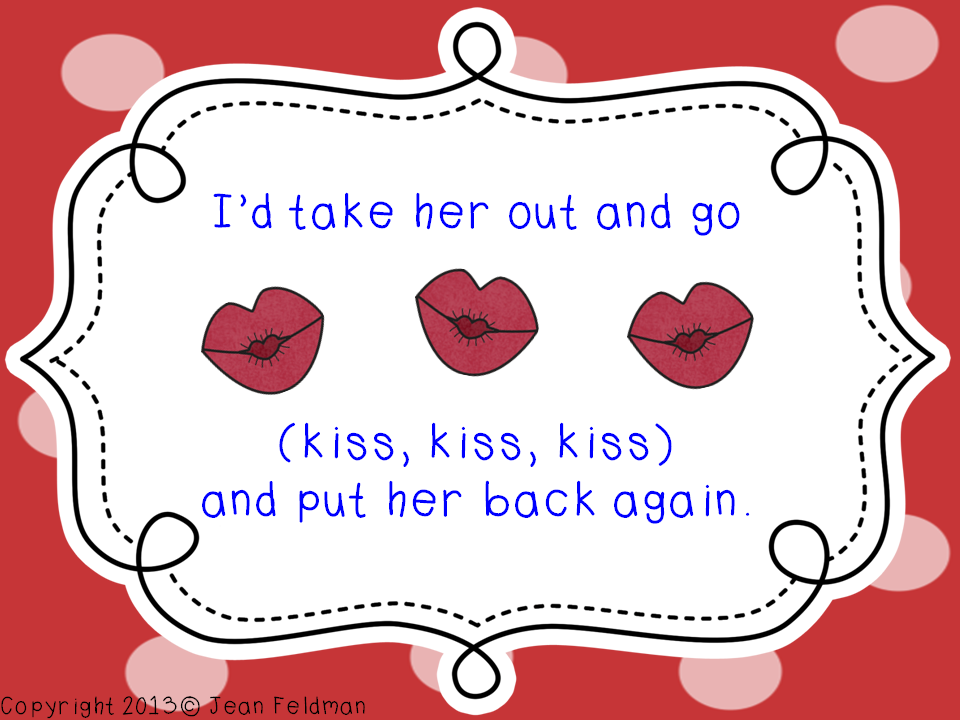 I'd take her out and go
(kiss, kiss, kiss)
and put her back again.
Copyright 2013© Jean Feldman